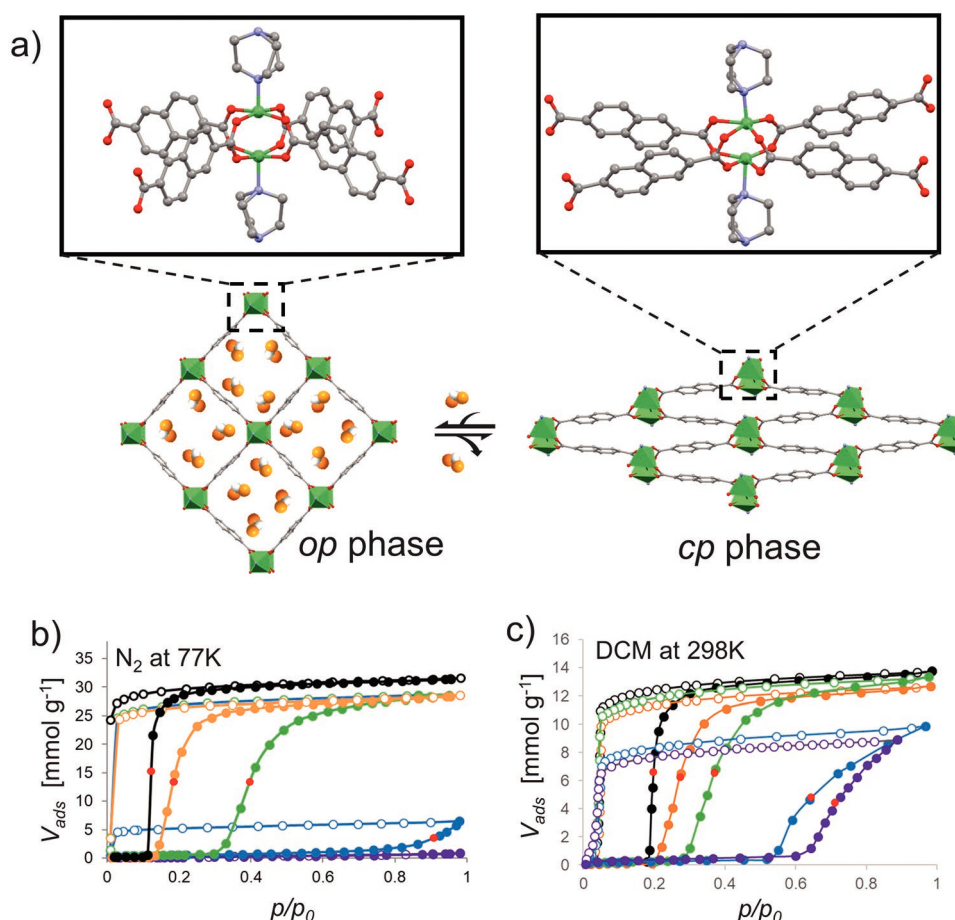 a)
op phase
cp phase
b)
N₂ at 77K
V_ads [mmol g⁻¹]
35
30
25
20
15
10
5
0
0
0.2
0.4
0.6
0.8
1
p/p₀
c)
DCM at 298K
V_ads [mmol g⁻¹]
16
14
12
10
8
6
4
2
0
0
0.2
0.4
0.6
0.8
1
p/p₀